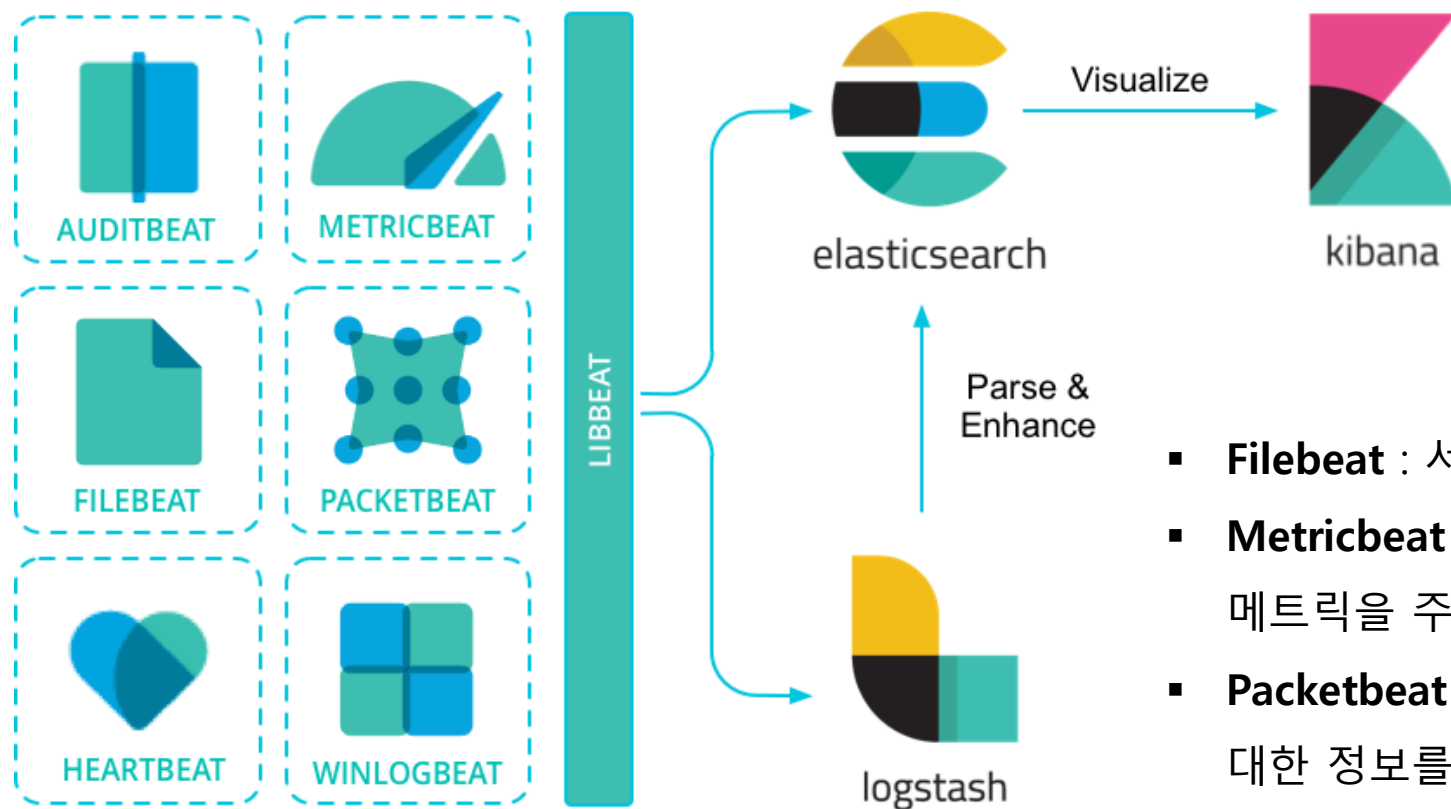 AUDITBEAT
METRICBEAT
FILEBEAT
PACKETBEAT
HEARTBEAT
WINLOGBEAT
LIBBEAT
elasticsearch
Visualize
kibana
Parse &
Enhance
logstash
▪ Filebeat : 서
▪ Metricbeat
메트릭을 주
▪ Packetbeat
대한 정보를